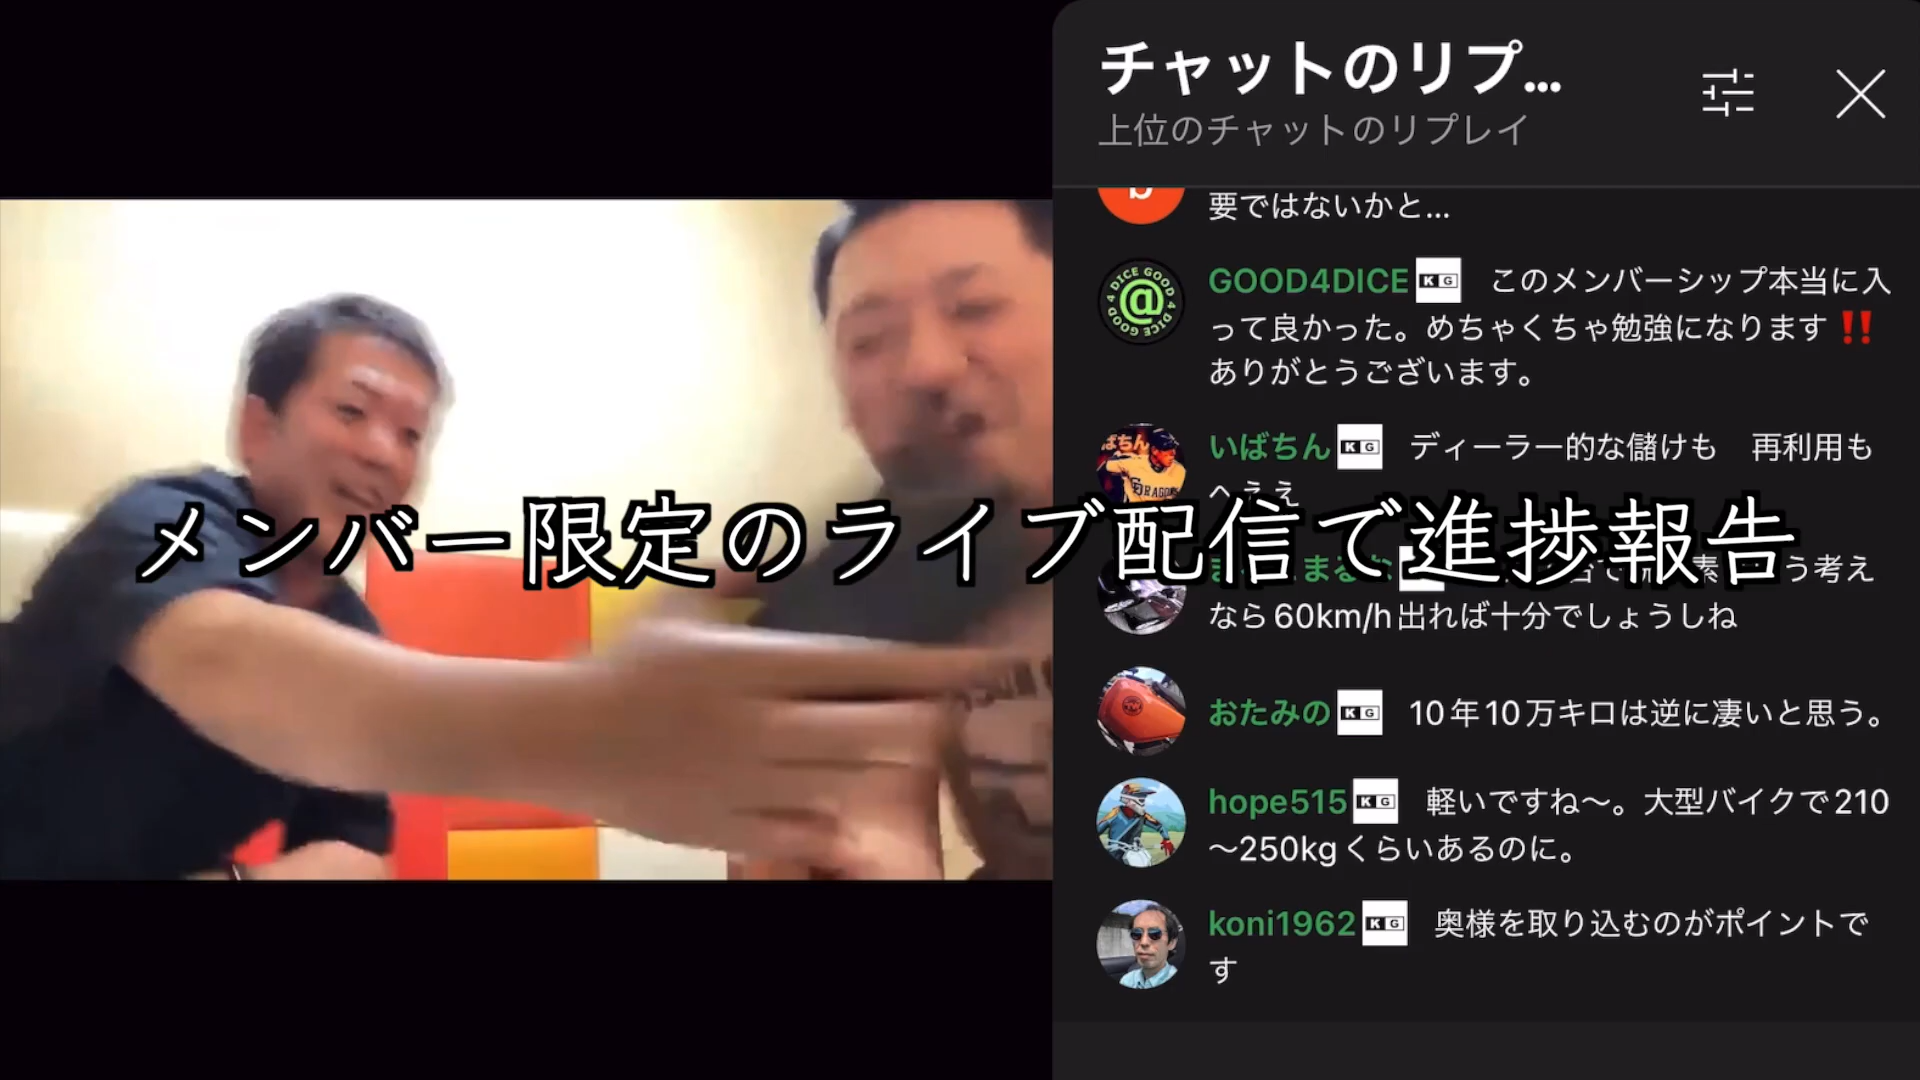 チャットのリプ...
上位のチャットのリプレイ
要ではないかと...
GOOD4DICE KG このメンバーシップ本当に入
って良かった。めちゃくちゃ勉強になります‼️
ありがとうございます。
いばちん KG ディーラー的な儲けも　再利用も
へええ
メンバー限定のライブ配信で進捗報告
う考え
なら60km/h出れば十分でしょうしね
おたみの KG 10年10万キロは逆に凄いと思う。
hope515 KG 軽いですね〜。大型バイクで210
〜250kgくらいあるのに。
koni1962 KG 奥様を取り込むのがポイントで
す